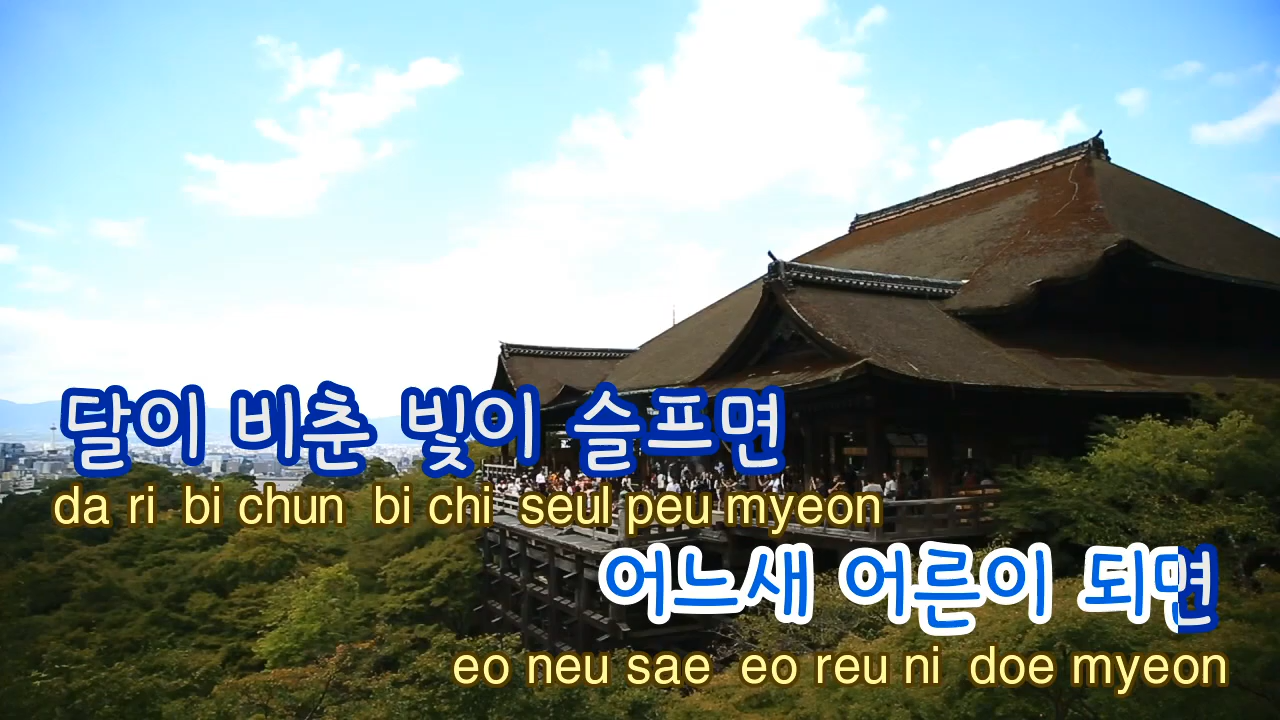 달이 비춘 빛이 슬프면
da ri bi chun bi chi seul peu myeon
어느새 어른이 되면
eo neu sae eo reu ni doe myeon